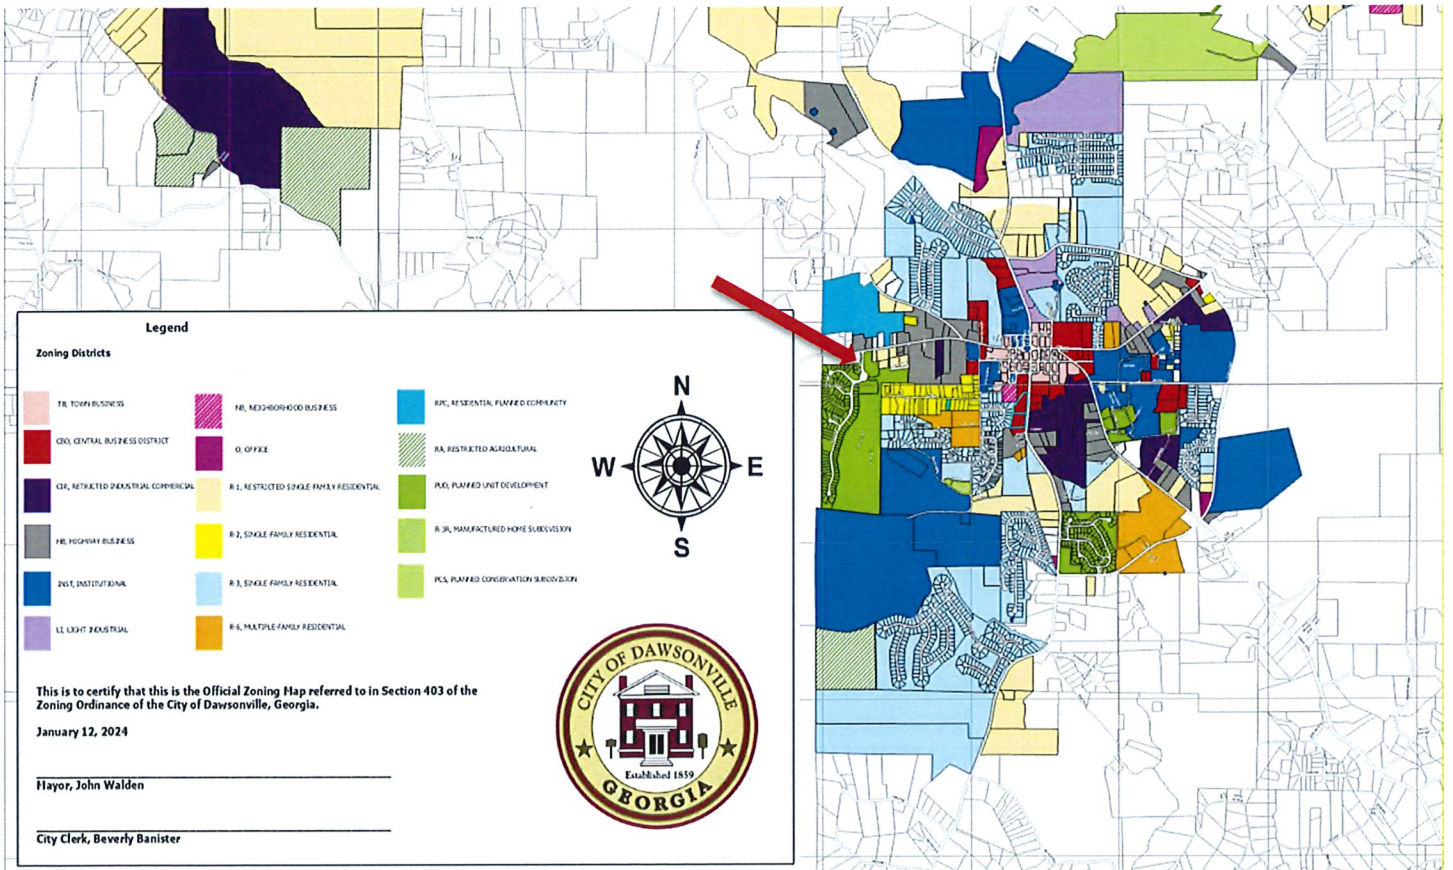 Legend
Zoning Districts
TB, TOWN BUSINESS
CBD, CENTRAL BUSINESS DISTRICT
CIR, RETRICTED INDUSTRIAL COMMERCIAL
HB, HIGHWAY BUSINESS
INST, INSTITUTIONAL
LI, LIGHT INDUSTRIAL
NB, NEIGHBORHOOD BUSINESS
O, OFFICE
R-1, RESTRICTED SINGLE-FAMILY RESIDENTIAL
R-2, SINGLE-FAMILY RESIDENTIAL
R-3, SINGLE-FAMILY RESIDENTIAL
R-6, MULTIPLE-FAMILY RESIDENTIAL
RPC, RESIDENTIAL PLANNED COMMUNITY
RA, RESTRICTED AGRICULTURAL
PUD, PLANNED UNIT DEVELOPMENT
R-3R, MANUFACTURED HOME SUBDIVISION
PCS, PLANNED CONSERVATION SUBDIVISION
N
W
E
S
This is to certify that this is the Official Zoning Map referred to in Section 403 of the
Zoning Ordinance of the City of Dawsonville, Georgia.
January 12, 2024
Mayor, John Walden
City Clerk, Beverly Banister
CITY OF DAWSONVILLE
Established 1859
GEORGIA